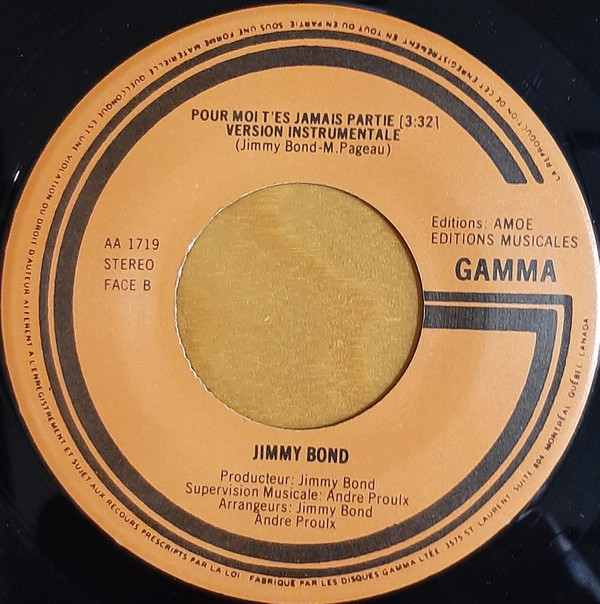 POUR MOI T'ES JAMAIS PARTIE [3:32]
VERSION INSTRUMENTALE
(Jimmy Bond-M.Pageau)
AA 1719
STEREO
FACE B
Editions: AMOE
EDITIONS MUSICALES
GAMMA
JIMMY BOND
Producteur: Jimmy Bond
Supervision Musicale: Andre Proulx
Arrangeurs: Jimmy Bond
Andre Proulx
LA REPRODUCTION DE CET ENREGISTREMENT EN TOUT OU EN PARTIE SOUS UNE FORME MATERIELLE QUELCONQUE EST UNE VIOLATION DU DROIT D'AUTEUR AFFERENT A L'ENREGISTREMENT ET SUJET AUX RECOURS PRESCRIPTS PAR LA LOI. FABRIQUE PAR LES DISQUES GAMMA LTÉE. 3575 ST. LAURENT SUITE 804 MONTRÉAL QUÉBEC CANADA